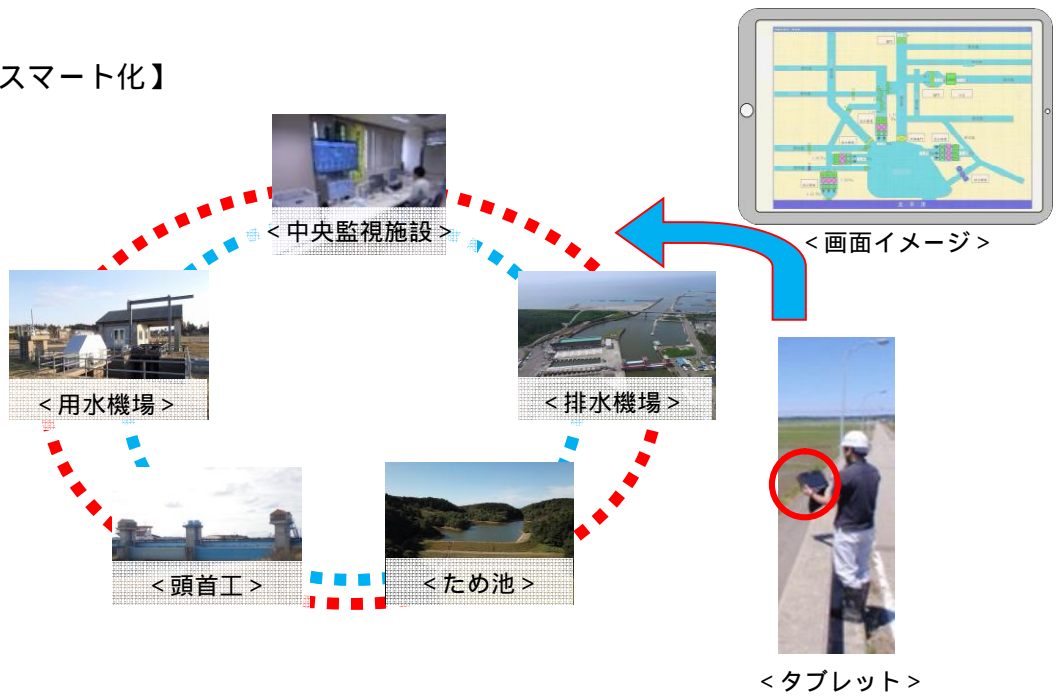 スマート化】
<中央監視施設>
<画面イメージ>
<用水機場>
<排水機場>
<頭首工>
<ため池>
<タブレット>